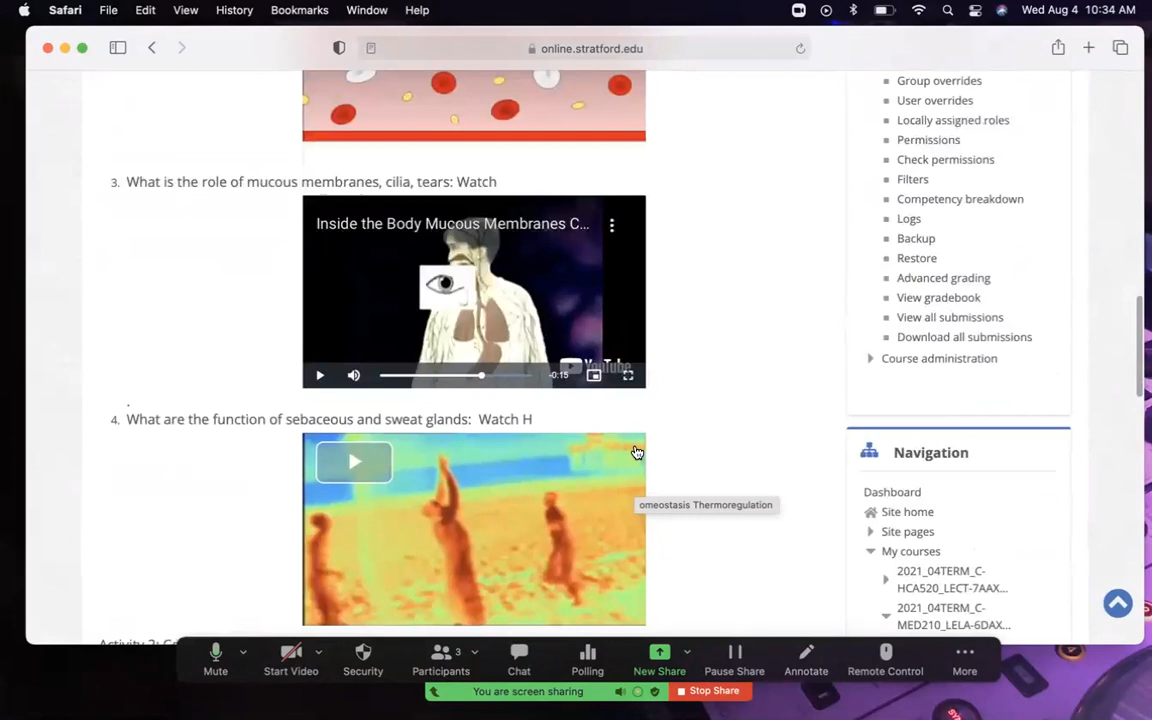 Safari File Edit View History Bookmarks Window Help Wed Aug 4 10:34 AM
online.stratford.edu
3. What is the role of mucous membranes, cilia, tears: Watch
Inside the Body Mucous Membranes C...
YouTube
-0:15
.
4. What are the function of sebaceous and sweat glands: Watch H
omeostasis Thermoregulation
Group overrides
User overrides
Locally assigned roles
Permissions
Check permissions
Filters
Competency breakdown
Logs
Backup
Restore
Advanced grading
View gradebook
View all submissions
Download all submissions
Course administration
Navigation
Dashboard
Site home
Site pages
My courses
2021_04TERM_C-
HCA520_LECT-7AAX...
2021_04TERM_C-
MED210_LELA-6DAX...
Mute
Start Video
Security
Participants 3
Chat
Polling
New Share
Pause Share
Annotate
Remote Control
More
You are screen sharing
Stop Share